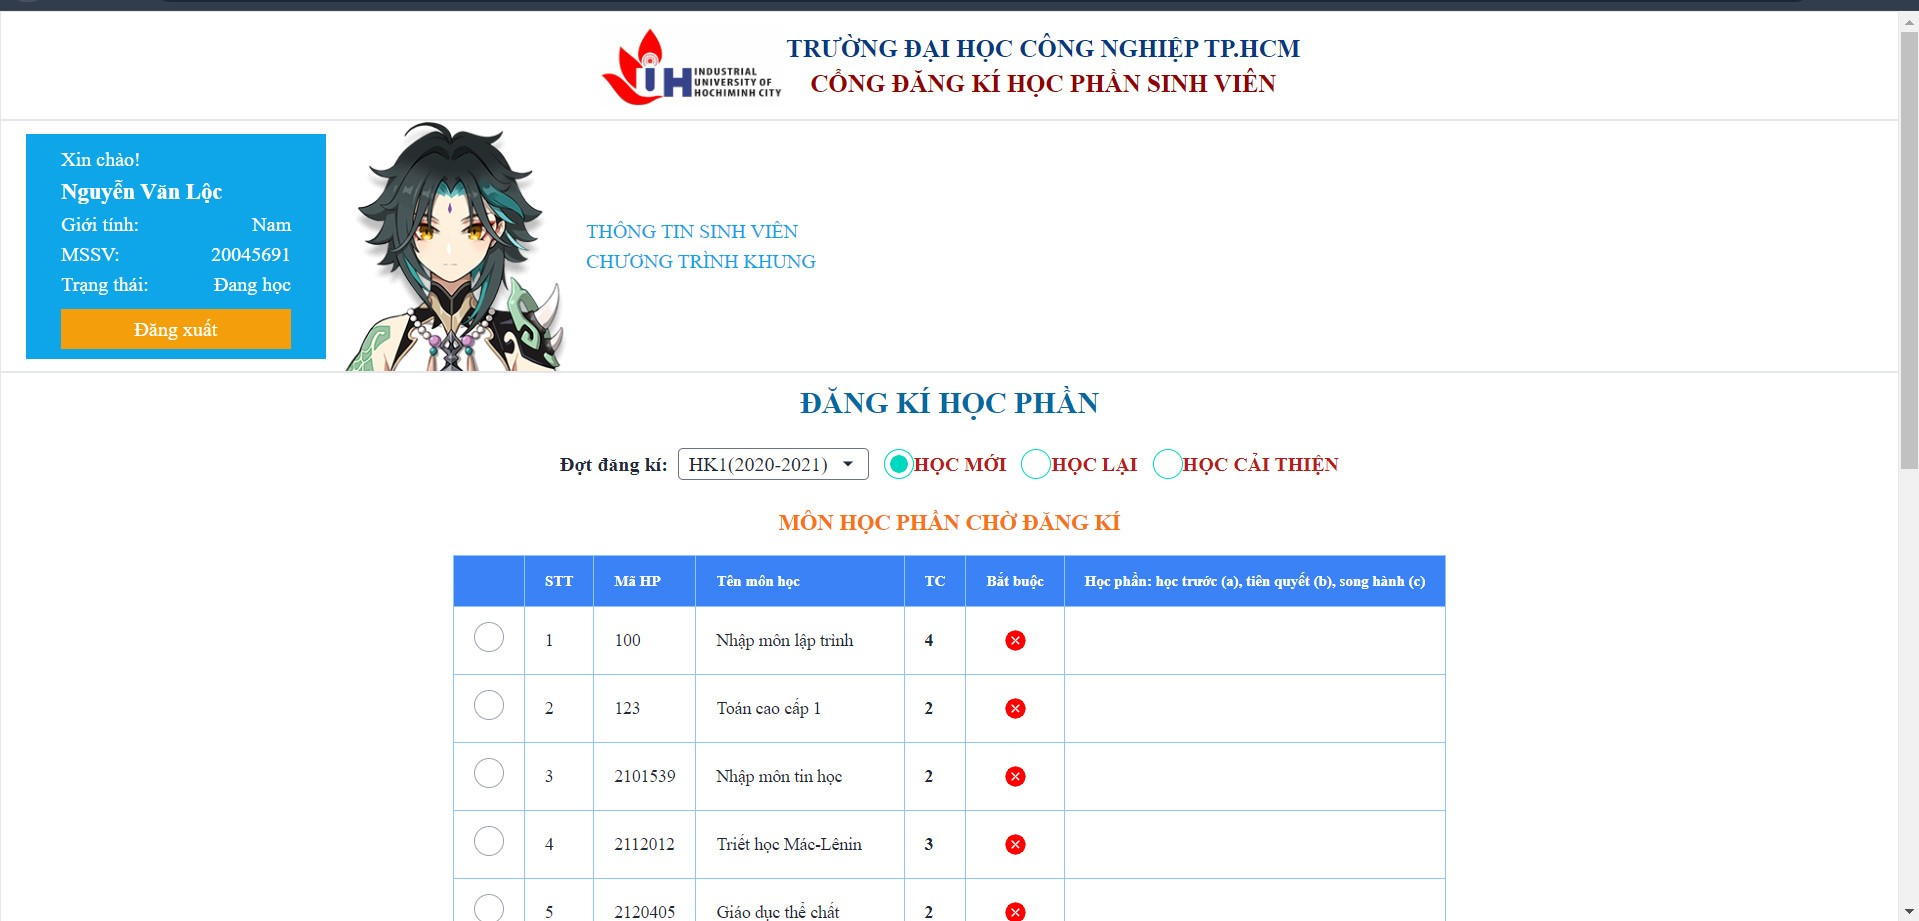 INDUSTRIAL
UNIVERSITY OF
HOCHIMINH CITY
TRƯỜNG ĐẠI HỌC CÔNG NGHIỆP TP.HCM
CỔNG ĐĂNG KÍ HỌC PHẦN SINH VIÊN
Xin chào!
Nguyễn Văn Lộc
Giới tính: Nam
MSSV: 20045691
Trạng thái: Đang học
Đăng xuất
THÔNG TIN SINH VIÊN
CHƯƠNG TRÌNH KHUNG
ĐĂNG KÍ HỌC PHẦN
Đợt đăng kí: HK1(2020-2021) HỌC MỚI HỌC LẠI HỌC CẢI THIỆN
MÔN HỌC PHẦN CHỜ ĐĂNG KÍ
STT Mã HP Tên môn học TC Bắt buộc Học phần: học trước (a), tiên quyết (b), song hành (c)
1 100 Nhập môn lập trình 4
2 123 Toán cao cấp 1 2
3 2101539 Nhập môn tin học 2
4 2112012 Triết học Mác-Lênin 3
5 2120405 Giáo dục thể chất 2